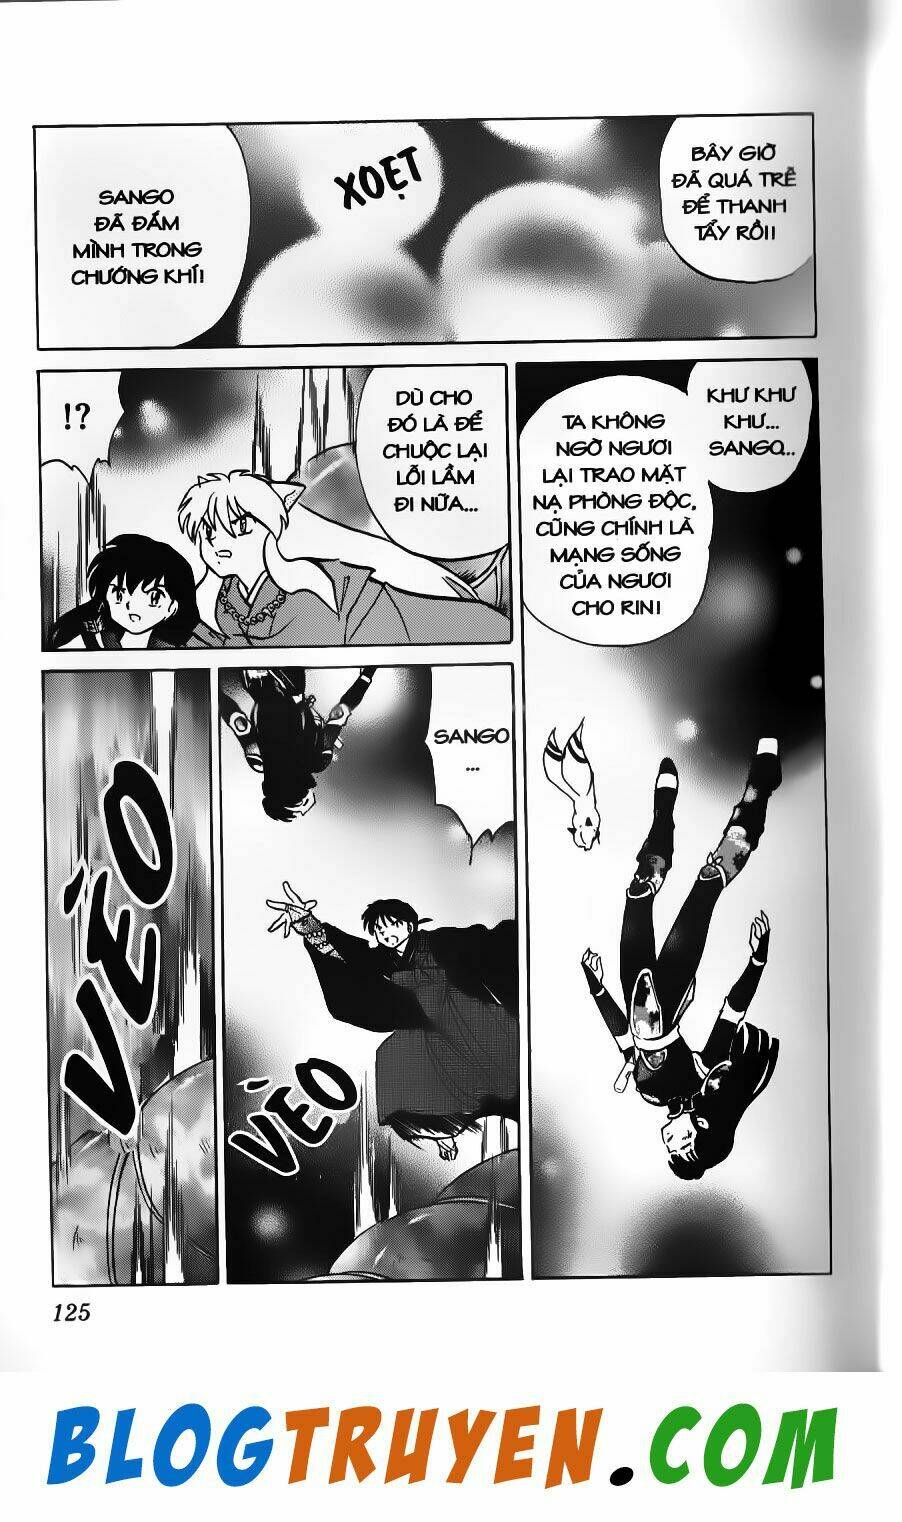 BÂY GIỜ
ĐÃ QUÁ TRỄ
ĐỂ THANH
TẨY RỒI!
XOẸT
SANGO
ĐÃ ĐẮM
MÌNH TRONG
CHƯỚNG KHÍ!
KHƯ KHƯ
KHƯ...
SANGO...
TA KHÔNG
NGỜ NGƯƠI
LẠI TRAO MẶT
NẠ PHÒNG ĐỘC,
CŨNG CHÍNH LÀ
MẠNG SỐNG
CỦA NGƯƠI
CHO RIN!
DÙ CHO
ĐÓ LÀ ĐỂ
CHUỘC LẠI
LỖI LẦM
ĐI NỮA...
!?
SANGO
...
VÈO
VÈO
125
BLOGTRUYEN.COM